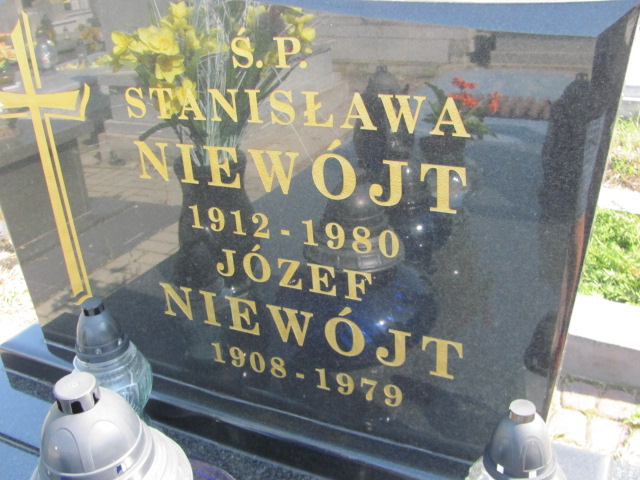 Ś.P.
STANISŁAWA
NIEWÓJT
1912-1980
JÓZEF
NIEWÓJT
1908-1979